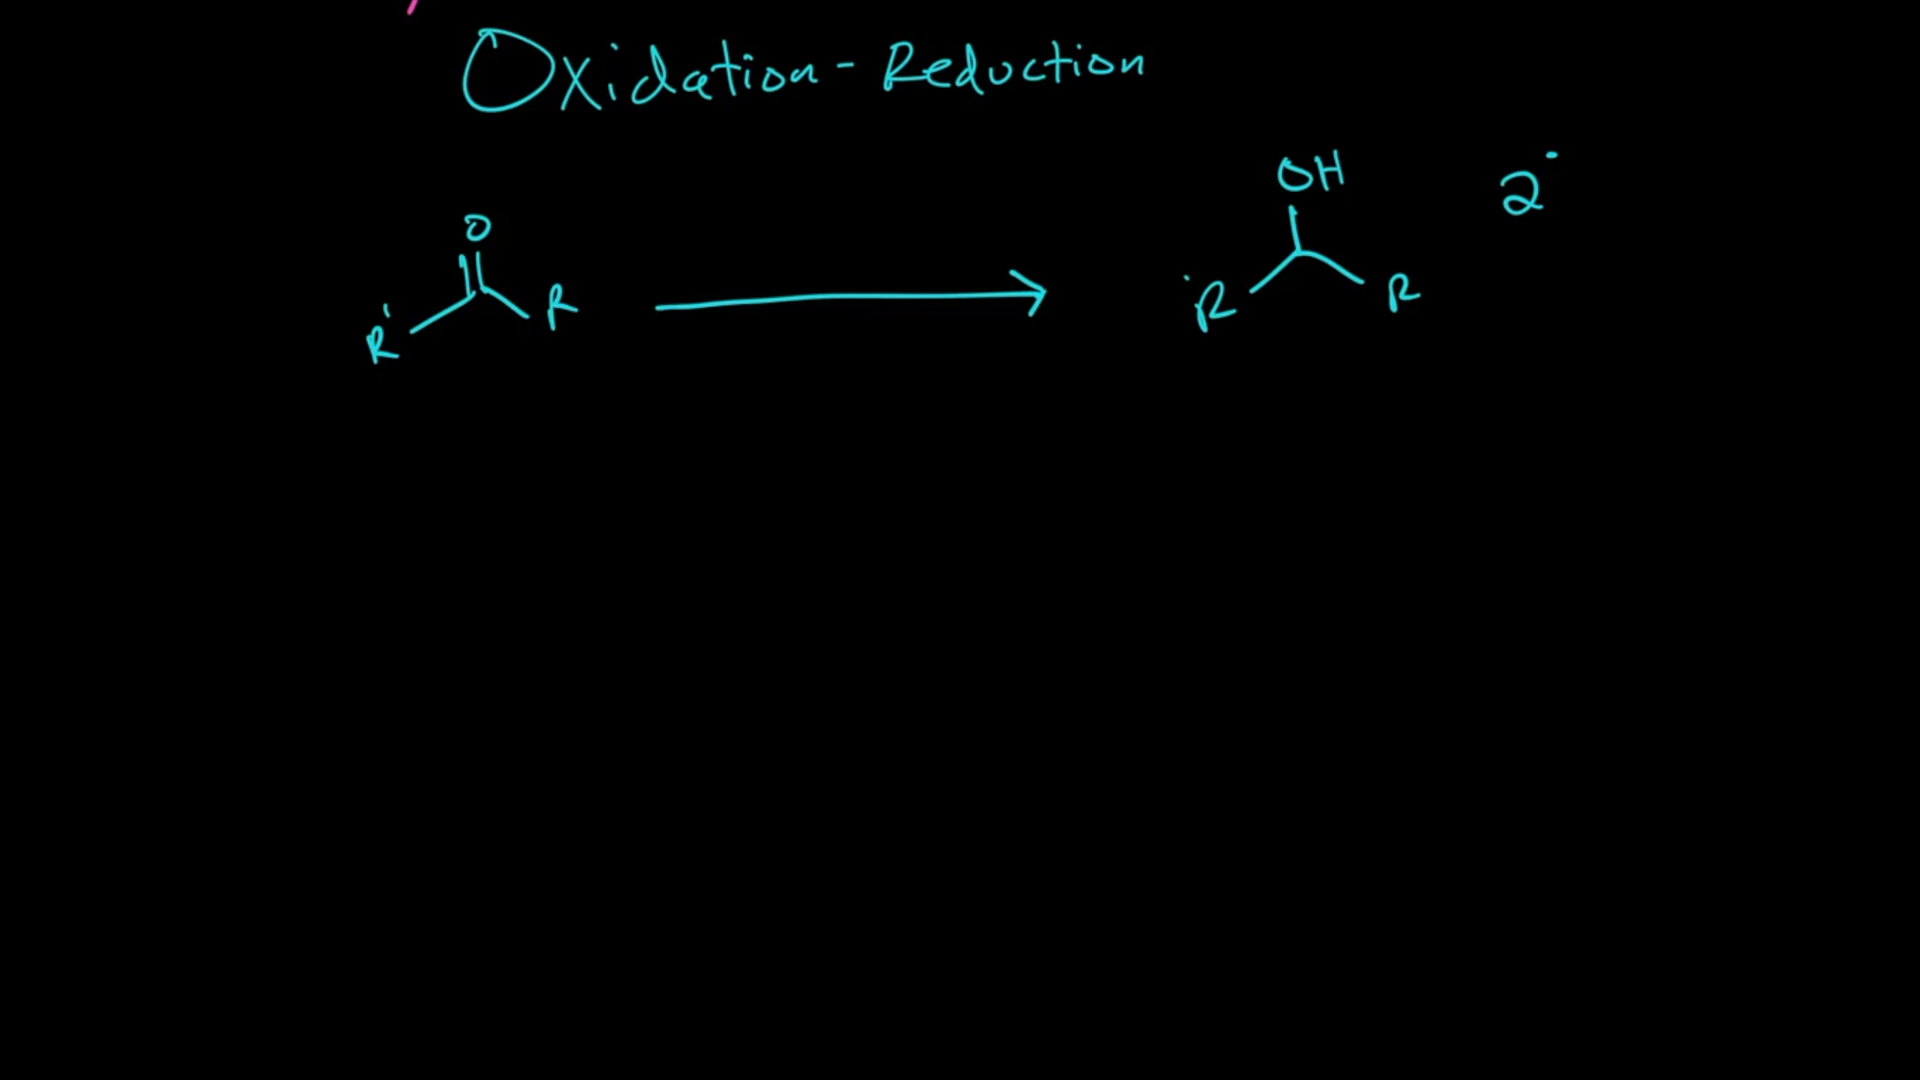 Oxidation - Reduction
OH 2°
O
R' R 'R R